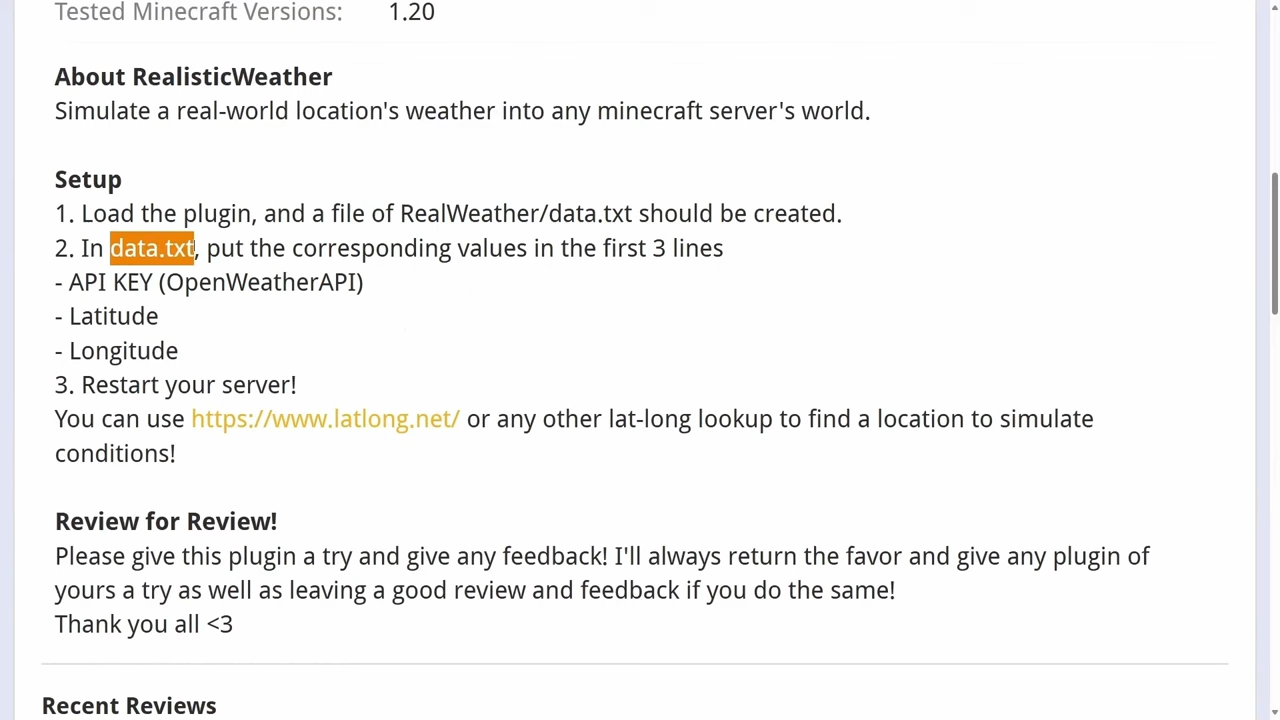 Tested Minecraft Versions: 1.20
About RealisticWeather
Simulate a real-world location's weather into any minecraft server's world.
Setup
1. Load the plugin, and a file of RealWeather/data.txt should be created.
2. In data.txt, put the corresponding values in the first 3 lines
- API KEY (OpenWeatherAPI)
- Latitude
- Longitude
3. Restart your server!
You can use https://www.latlong.net/ or any other lat-long lookup to find a location to simulate
conditions!
Review for Review!
Please give this plugin a try and give any feedback! I'll always return the favor and give any plugin of
yours a try as well as leaving a good review and feedback if you do the same!
Thank you all <3
Recent Reviews